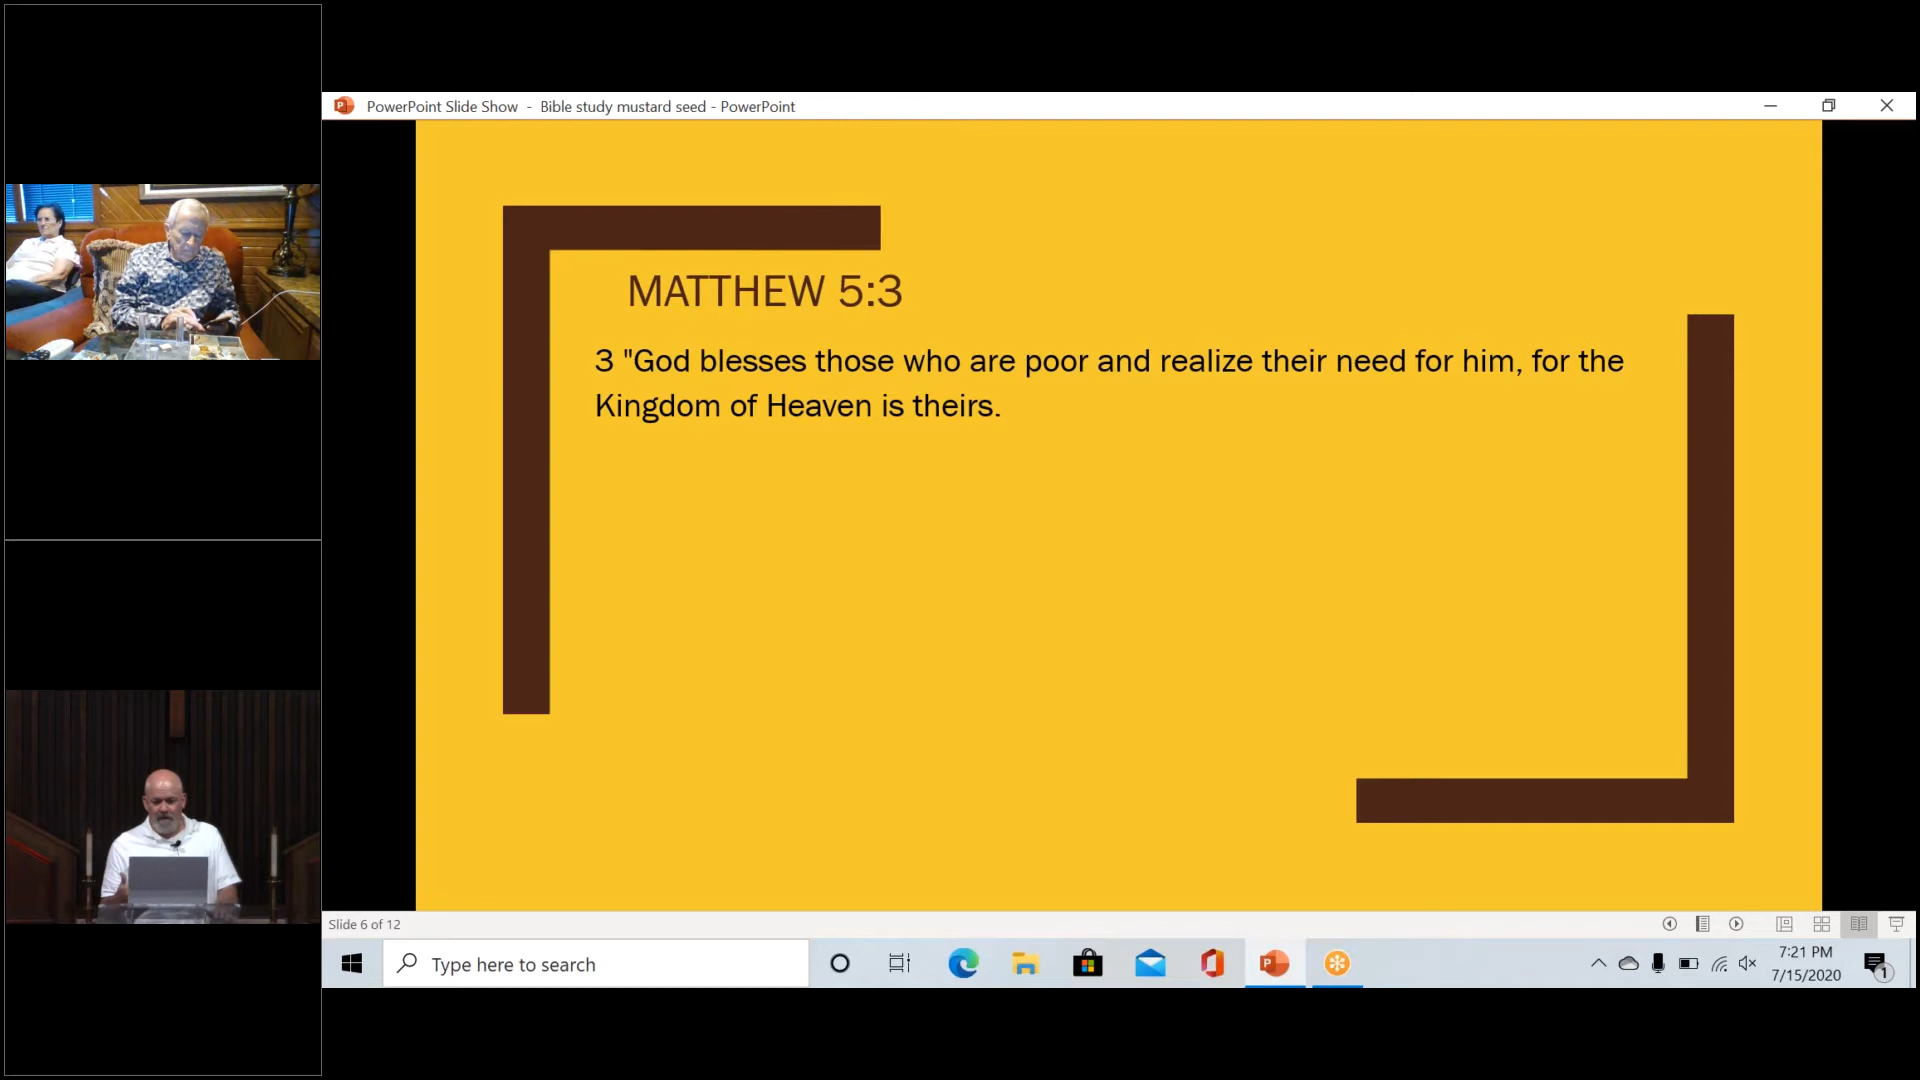 PowerPoint Slide Show - Bible study mustard seed - PowerPoint
MATTHEW 5:3
3 "God blesses those who are poor and realize their need for him, for the
Kingdom of Heaven is theirs.
Slide 6 of 12
Type here to search
7:21 PM
7/15/2020
1